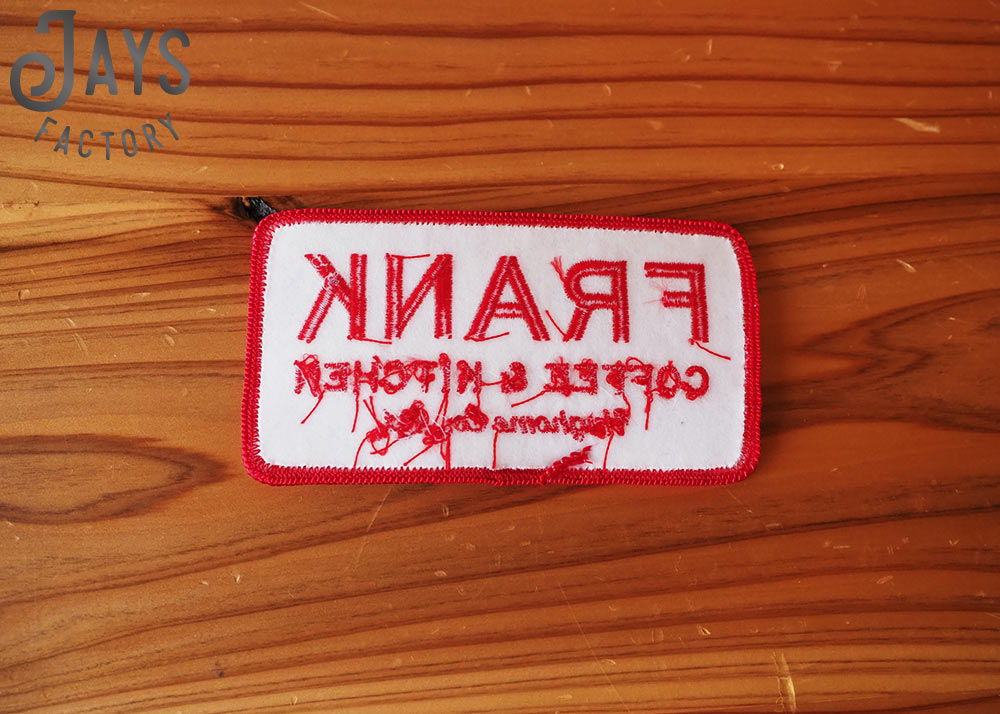 JAYS
FACTORY
FRANK
COFFEE & KITCHEN